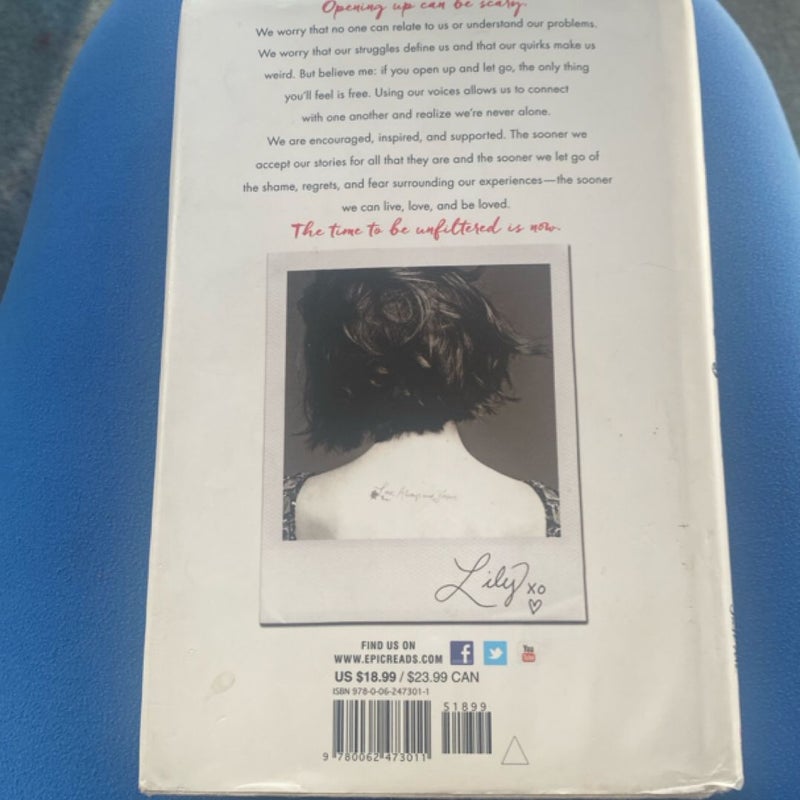 Opening up can be scary.
We worry that no one can relate to us or understand our problems.
We worry that our struggles define us and that our quirks make us
weird. But believe me: if you open up and let go, the only thing
you'll feel is free. Using our voices allows us to connect
with one another and realize we're never alone.
We are encouraged, inspired, and supported. The sooner we
accept our stories for all that they are and the sooner we let go of
the shame, regrets, and fear surrounding our experiences—the sooner
we can live, love, and be loved.
The time to be unfiltered is now.
Lily xo
FIND US ON
WWW.EPICREADS.COM
You
Tube
US $18.99 / $23.99 CAN
ISBN 978-0-06-247301-1
51899
9 780062 473011